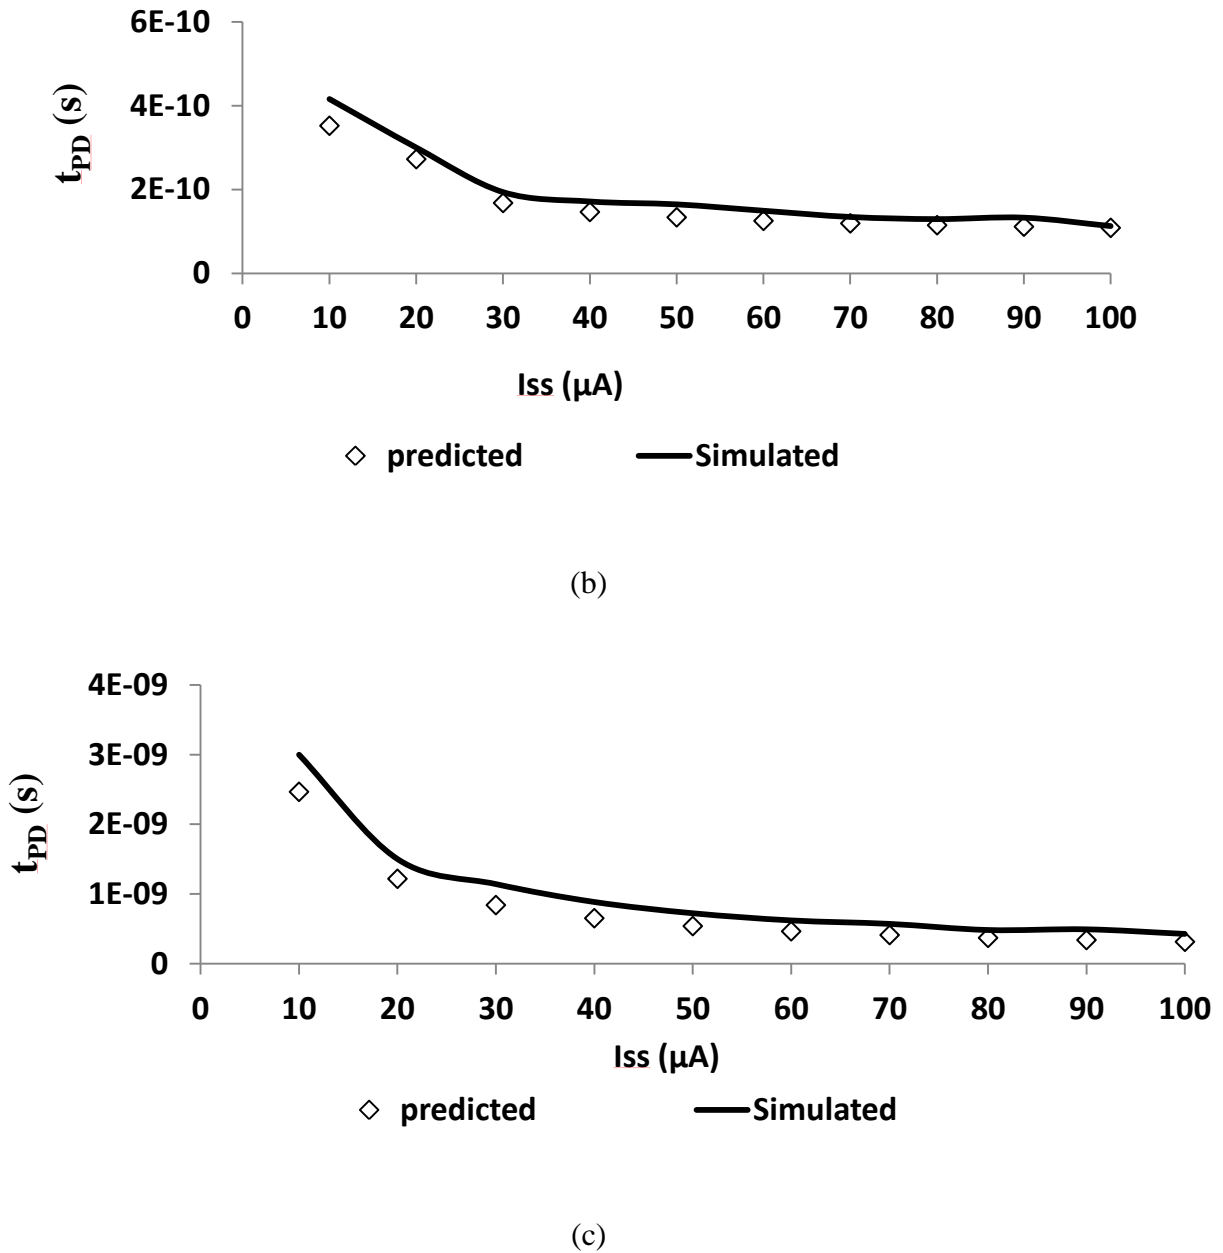 6E-10
4E-10
2E-10
0
t_PD (s)
0 10 20 30 40 50 60 70 80 90 100
Iss (μA)
predicted Simulated
(b)
4E-09
3E-09
2E-09
1E-09
0
t_PD (s)
0 10 20 30 40 50 60 70 80 90 100
Iss (μA)
predicted Simulated
(c)